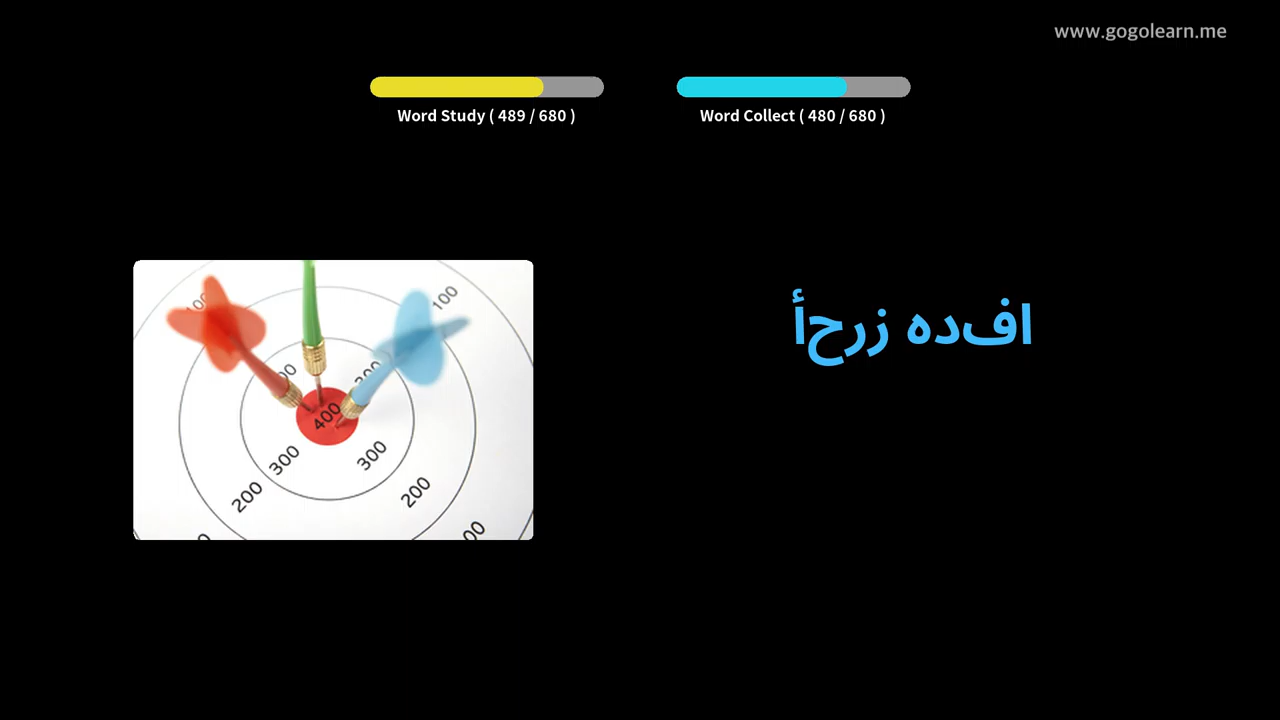 www.gogolearn.me
Word Study ( 489 / 680 )
Word Collect ( 480 / 680 )
افده زرحأ
100
400
300
300
200
200